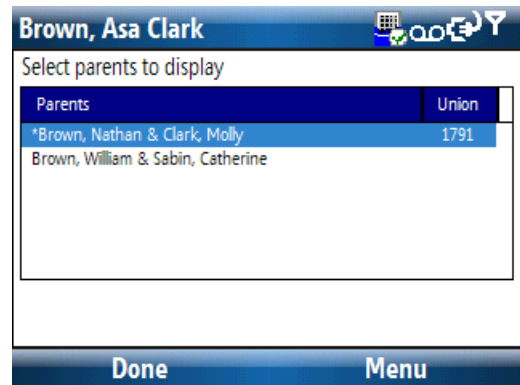 Brown, Asa Clark
Select parents to display
Parents Union
*Brown, Nathan & Clark, Molly 1791
Brown, William & Sabin, Catherine
Done Menu